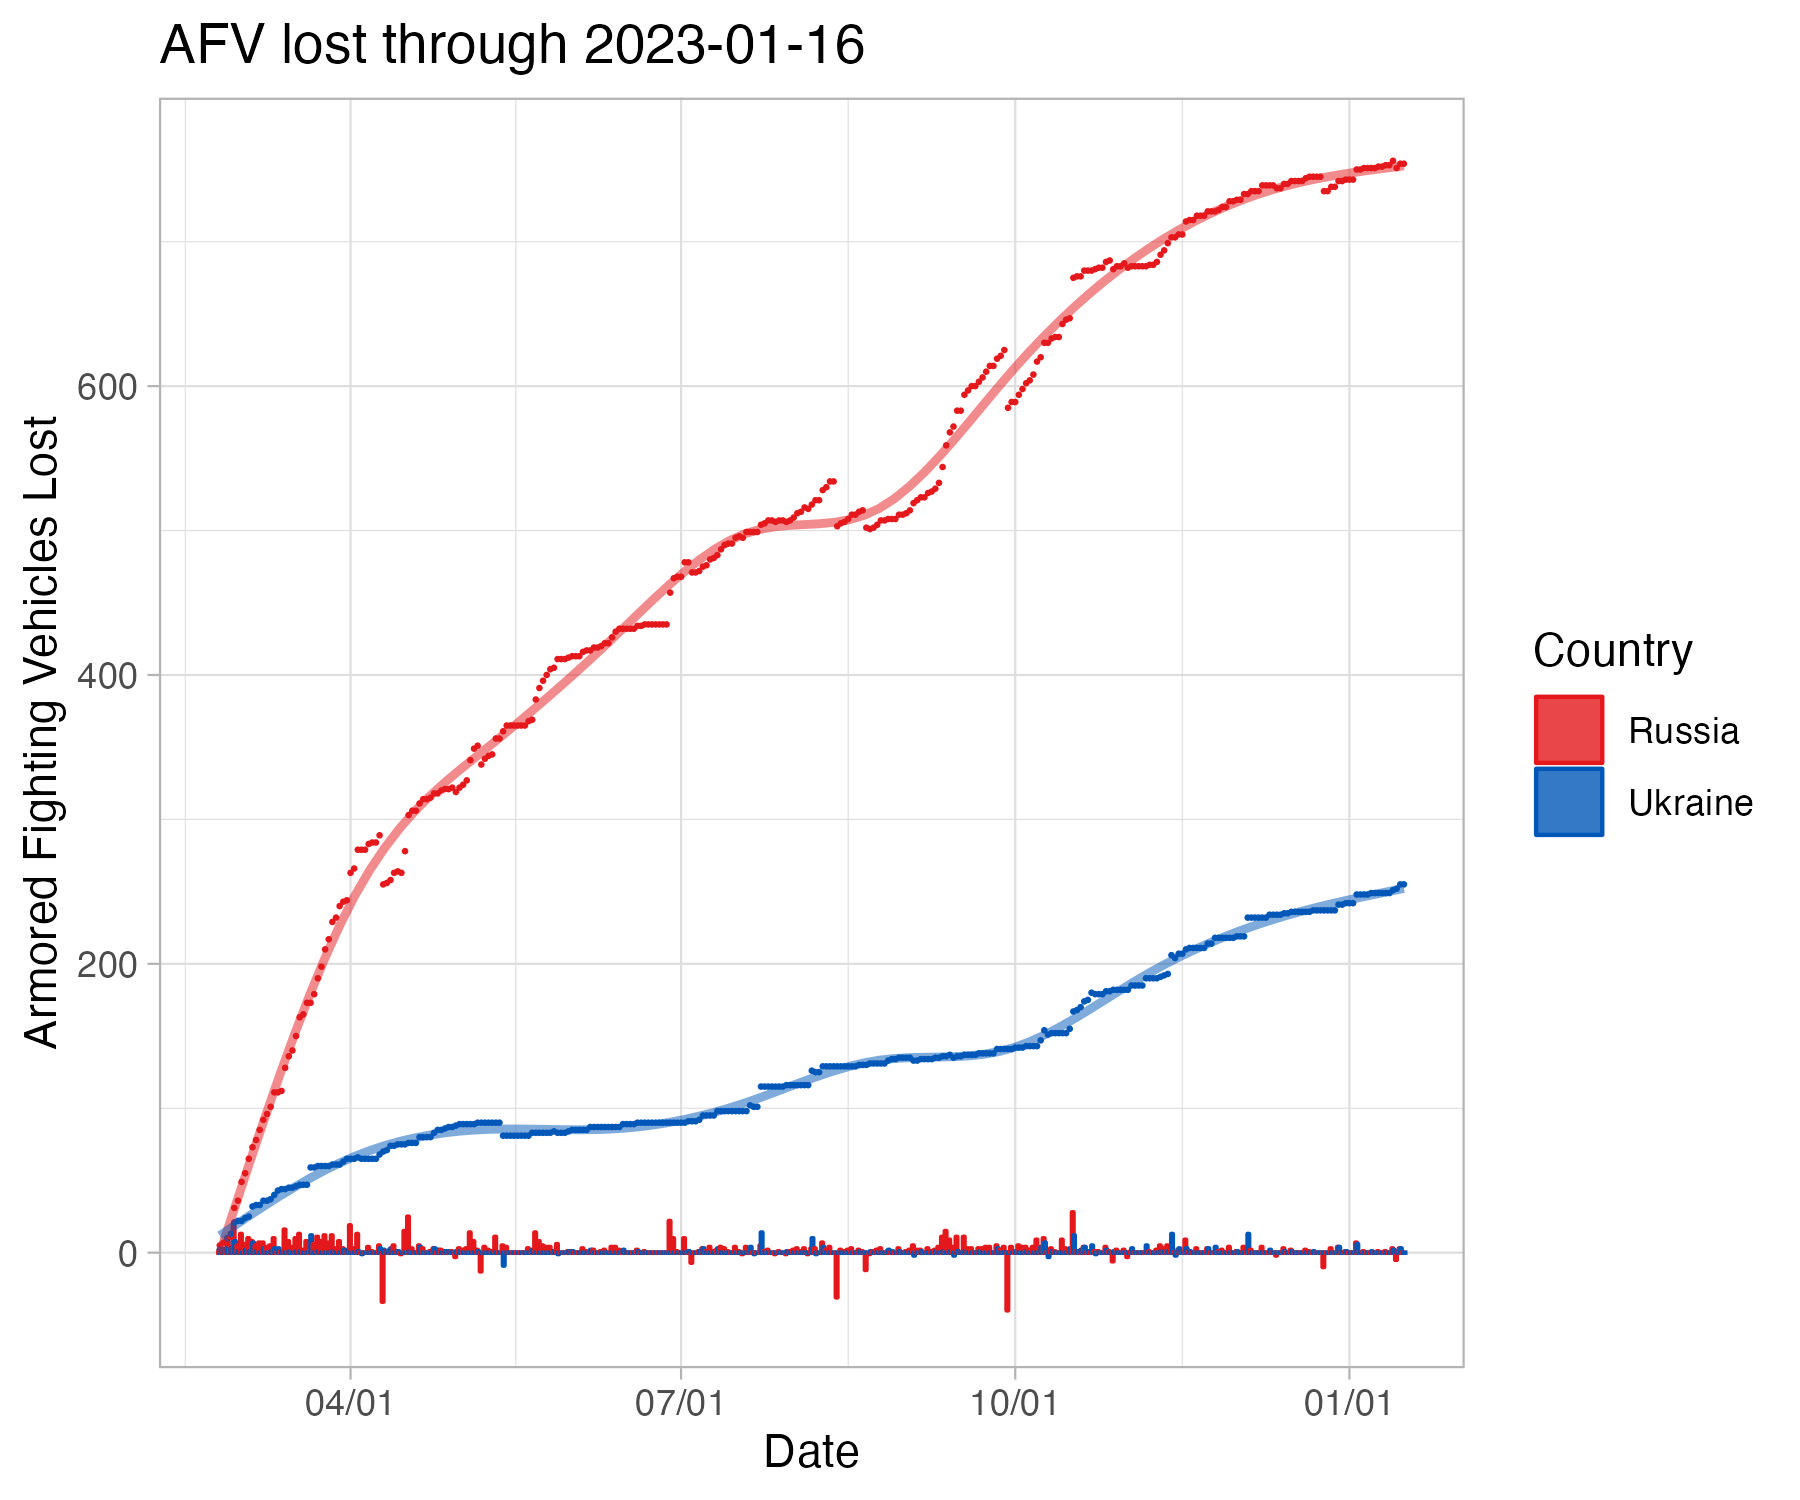 AFV lost through 2023-01-16
Armored Fighting Vehicles Lost
600
400
200
0
04/01
07/01
10/01
01/01
Date
Country
Russia
Ukraine